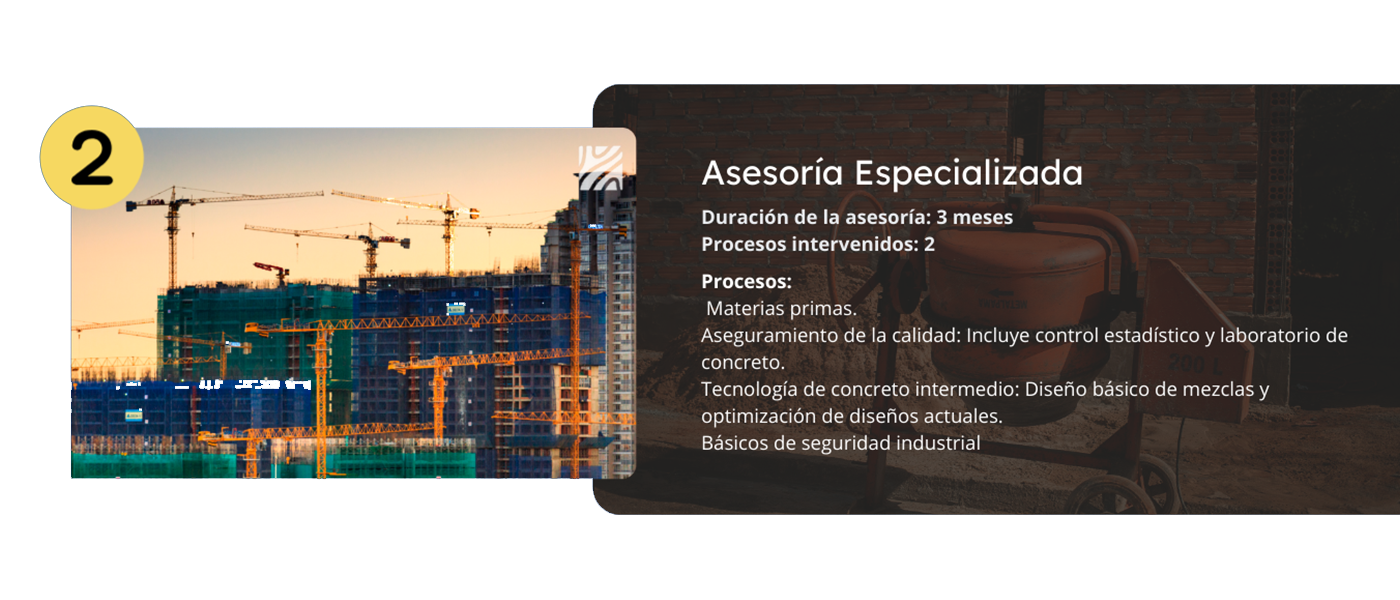 2
Asesoría Especializada
Duración de la asesoría: 3 meses
Procesos intervenidos: 2
Procesos:
Materias primas.
Aseguramiento de la calidad: Incluye control estadístico y laboratorio de
concreto.
Tecnología de concreto intermedio: Diseño básico de mezclas y
optimización de diseños actuales.
Básicos de seguridad industrial